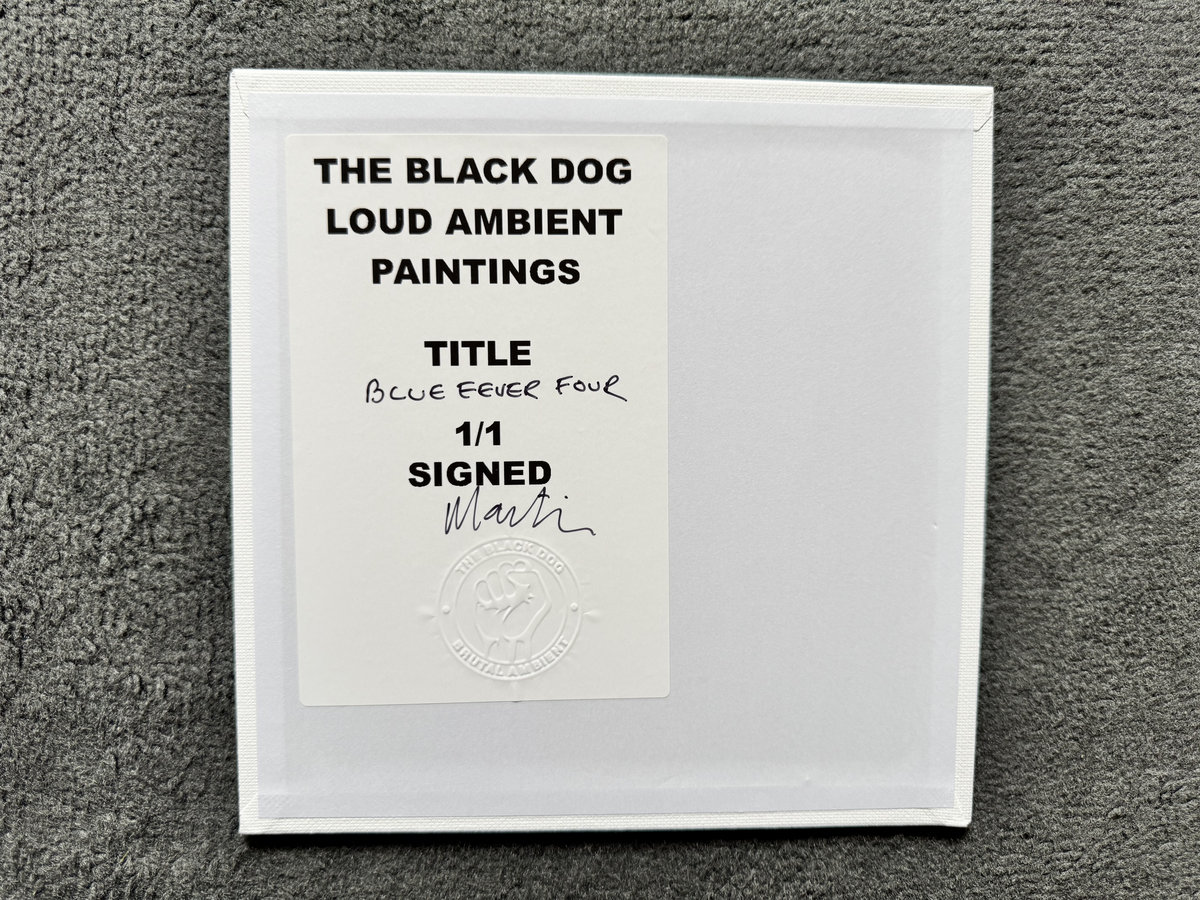 THE BLACK DOG
LOUD AMBIENT
PAINTINGS
TITLE
BLUE FEVER FOUR
1/1
SIGNED
Martin
THE BLACK DOG
BRUTAL AMBIENT